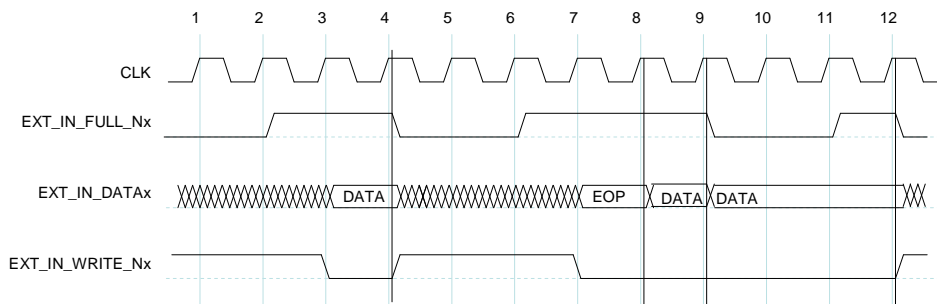 1 2 3 4 5 6 7 8 9 10 11 12
CLK
EXT_IN_FULL_Nx
EXT_IN_DATAx DATA EOP DATA DATA
EXT_IN_WRITE_Nx